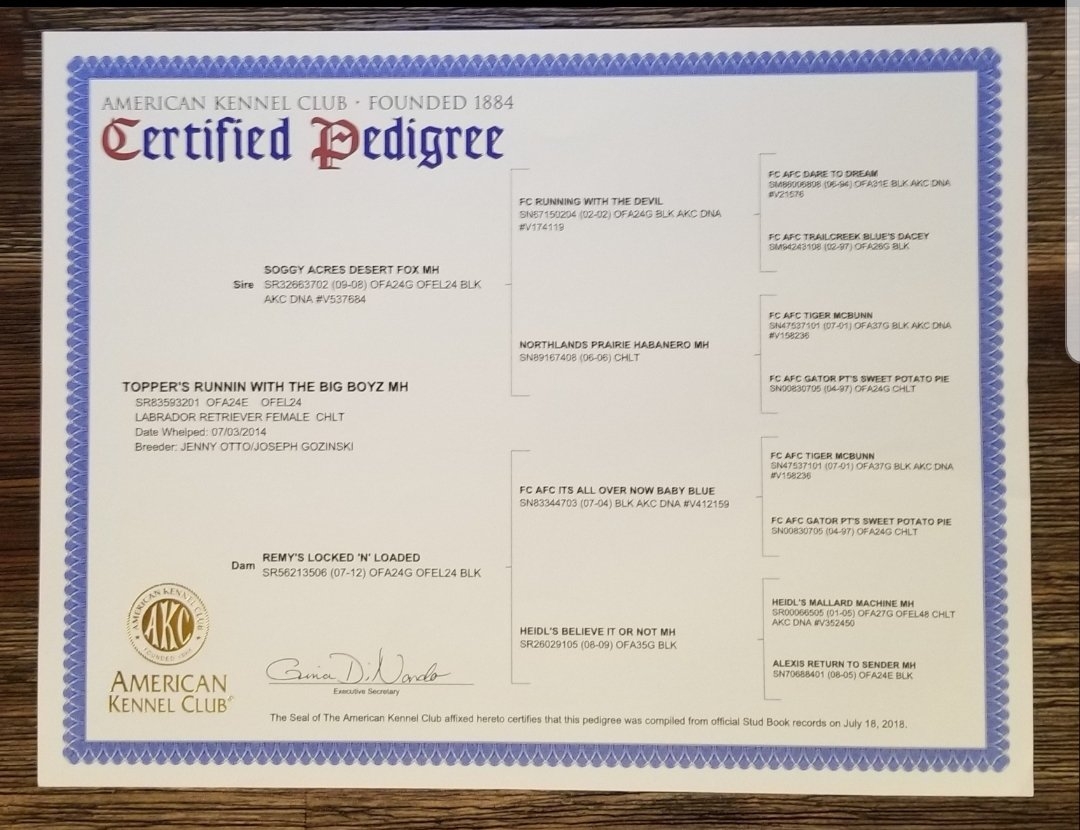 AMERICAN KENNEL CLUB · FOUNDED 1884
Certified Pedigree
FC AFC DARE TO DREAM
SM86006808 (06-94) OFA31E BLK AKC DNA
#V21576
FC RUNNING WITH THE DEVIL
SN87150204 (02-02) OFA24G BLK AKC DNA
#V174119
FC AFC TRAILCREEK BLUE'S DACEY
SM94243108 (02-97) OFA26G BLK
Sire
SOGGY ACRES DESERT FOX MH
SR32663702 (09-08) OFA24G OFEL24 BLK
AKC DNA #V537684
FC AFC TIGER MCBUNN
SN47537101 (07-01) OFA37G BLK AKC DNA
#V158236
NORTHLANDS PRAIRIE HABANERO MH
SN89167408 (06-06) CHLT
FC AFC GATOR PT'S SWEET POTATO PIE
SN00830705 (04-97) OFA24G CHLT
TOPPER'S RUNNIN WITH THE BIG BOYZ MH
SR83593201 OFA24E OFEL24
LABRADOR RETRIEVER FEMALE CHLT
Date Whelped: 07/03/2014
Breeder: JENNY OTTO/JOSEPH GOZINSKI
FC AFC TIGER MCBUNN
SN47537101 (07-01) OFA37G BLK AKC DNA
#V158236
FC AFC ITS ALL OVER NOW BABY BLUE
SN83344703 (07-04) BLK AKC DNA #V412159
FC AFC GATOR PT'S SWEET POTATO PIE
SN00830705 (04-97) OFA24G CHLT
Dam
REMY'S LOCKED 'N' LOADED
SR56213506 (07-12) OFA24G OFEL24 BLK
HEIDL'S MALLARD MACHINE MH
SR00066505 (01-05) OFA27G OFEL48 CHLT
AKC DNA #V352450
HEIDL'S BELIEVE IT OR NOT MH
SR26029105 (08-09) OFA35G BLK
ALEXIS RETURN TO SENDER MH
SN70688401 (08-05) OFA24E BLK
AMERICAN KENNEL CLUB
AKC
FOUNDED 1884
AMERICAN
KENNEL CLUB®
Gina DiNardo
Executive Secretary
The Seal of The American Kennel Club affixed hereto certifies that this pedigree was compiled from official Stud Book records on July 18, 2018.